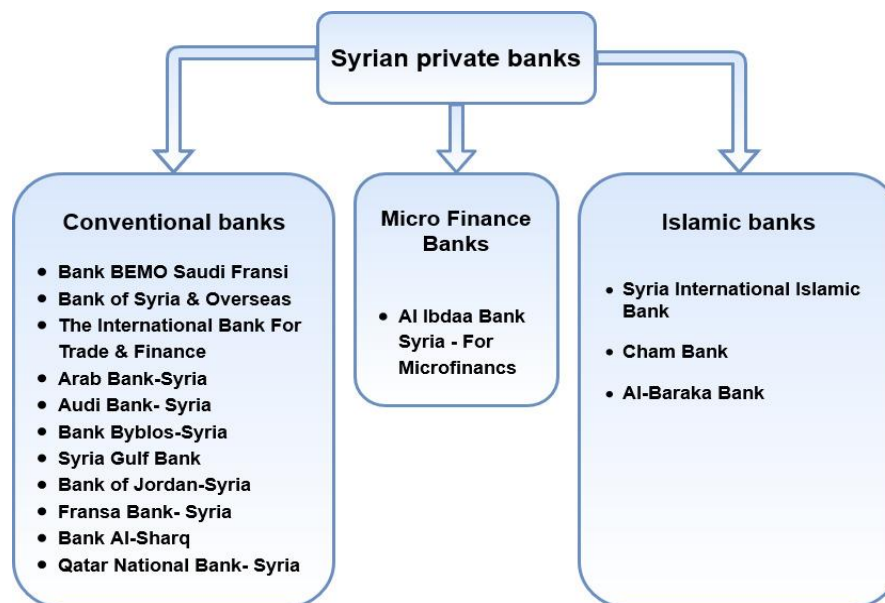 Syrian private banks
Conventional banks
• Bank BEMO Saudi Fransi
• Bank of Syria & Overseas
• The International Bank For
Trade & Finance
• Arab Bank-Syria
• Audi Bank- Syria
• Bank Byblos-Syria
• Syria Gulf Bank
• Bank of Jordan-Syria
• Fransa Bank- Syria
• Bank Al-Sharq
• Qatar National Bank- Syria
Micro Finance
Banks
• Al Ibdaa Bank
Syria - For
Microfinancs
Islamic banks
• Syria International Islamic
Bank
• Cham Bank
• Al-Baraka Bank